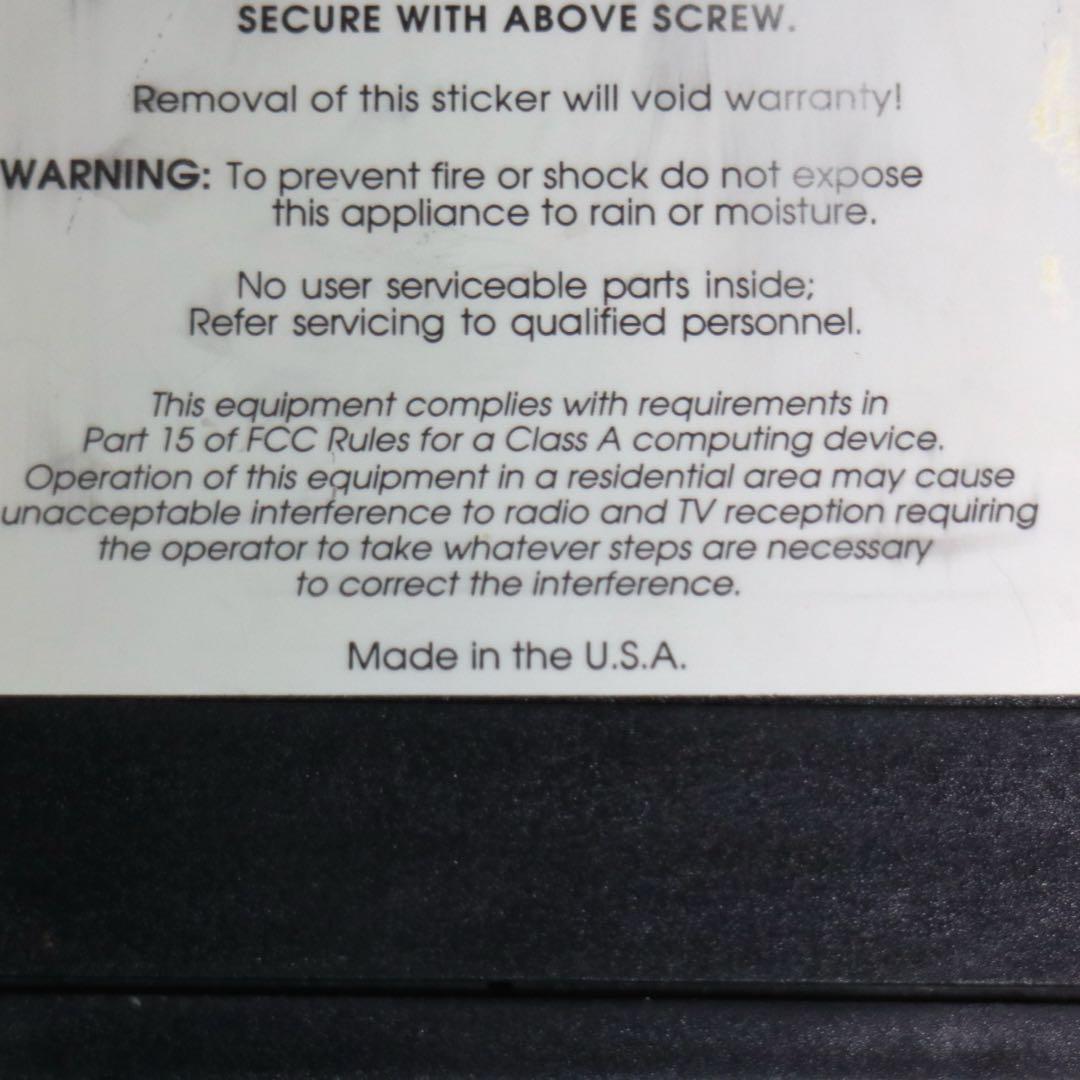 SECURE WITH ABOVE SCREW.
Removal of this sticker will void warranty!
WARNING: To prevent fire or shock do not expose
this appliance to rain or moisture.
No user serviceable parts inside;
Refer servicing to qualified personnel.
This equipment complies with requirements in
Part 15 of FCC Rules for a Class A computing device.
Operation of this equipment in a residential area may cause
unacceptable interference to radio and TV reception requiring
the operator to take whatever steps are necessary
to correct the interference.
Made in the U.S.A.